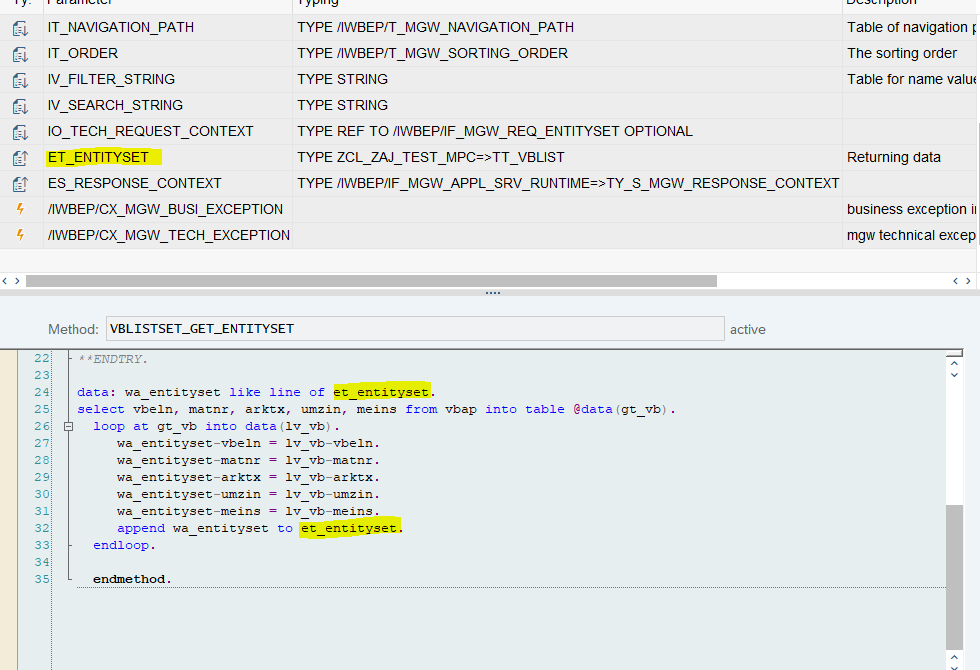 Ty. Parameter Typing Description
IT_NAVIGATION_PATH TYPE /IWBEP/T_MGW_NAVIGATION_PATH Table of navigation p
IT_ORDER TYPE /IWBEP/T_MGW_SORTING_ORDER The sorting order
IV_FILTER_STRING TYPE STRING Table for name value
IV_SEARCH_STRING TYPE STRING
IO_TECH_REQUEST_CONTEXT TYPE REF TO /IWBEP/IF_MGW_REQ_ENTITYSET OPTIONAL
ET_ENTITYSET TYPE ZCL_ZAJ_TEST_MPC=>TT_VBLIST Returning data
ES_RESPONSE_CONTEXT TYPE /IWBEP/IF_MGW_APPL_SRV_RUNTIME=>TY_S_MGW_RESPONSE_CONTEXT
/IWBEP/CX_MGW_BUSI_EXCEPTION business exception in
/IWBEP/CX_MGW_TECH_EXCEPTION mgw technical excep
Method: VBLISTSET_GET_ENTITYSET active
22 **ENDTRY.
23
24 data: wa_entityset like line of et_entityset.
25 select vbeln, matnr, arktx, umzin, meins from vbap into table @data(gt_vb).
26 loop at gt_vb into data(lv_vb).
27 wa_entityset-vbeln = lv_vb-vbeln.
28 wa_entityset-matnr = lv_vb-matnr.
29 wa_entityset-arktx = lv_vb-arktx.
30 wa_entityset-umzin = lv_vb-umzin.
31 wa_entityset-meins = lv_vb-meins.
32 append wa_entityset to et_entityset.
33 endloop.
34
35 endmethod.